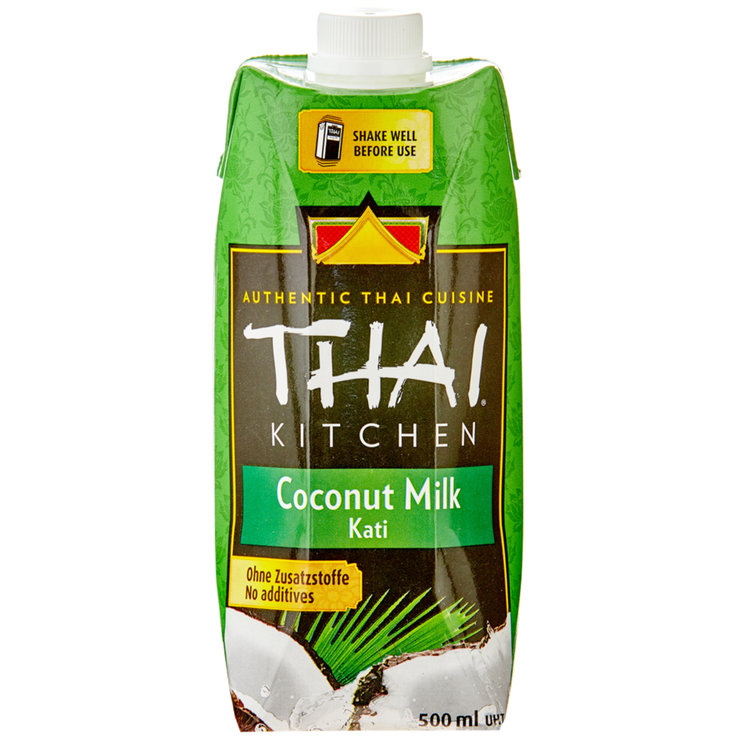 THAI
SHAKE WELL
BEFORE USE
AUTHENTIC THAI CUISINE
THAI®
KITCHEN
Coconut Milk
Kati
Ohne Zusatzstoffe
No additives
500 ml UHT